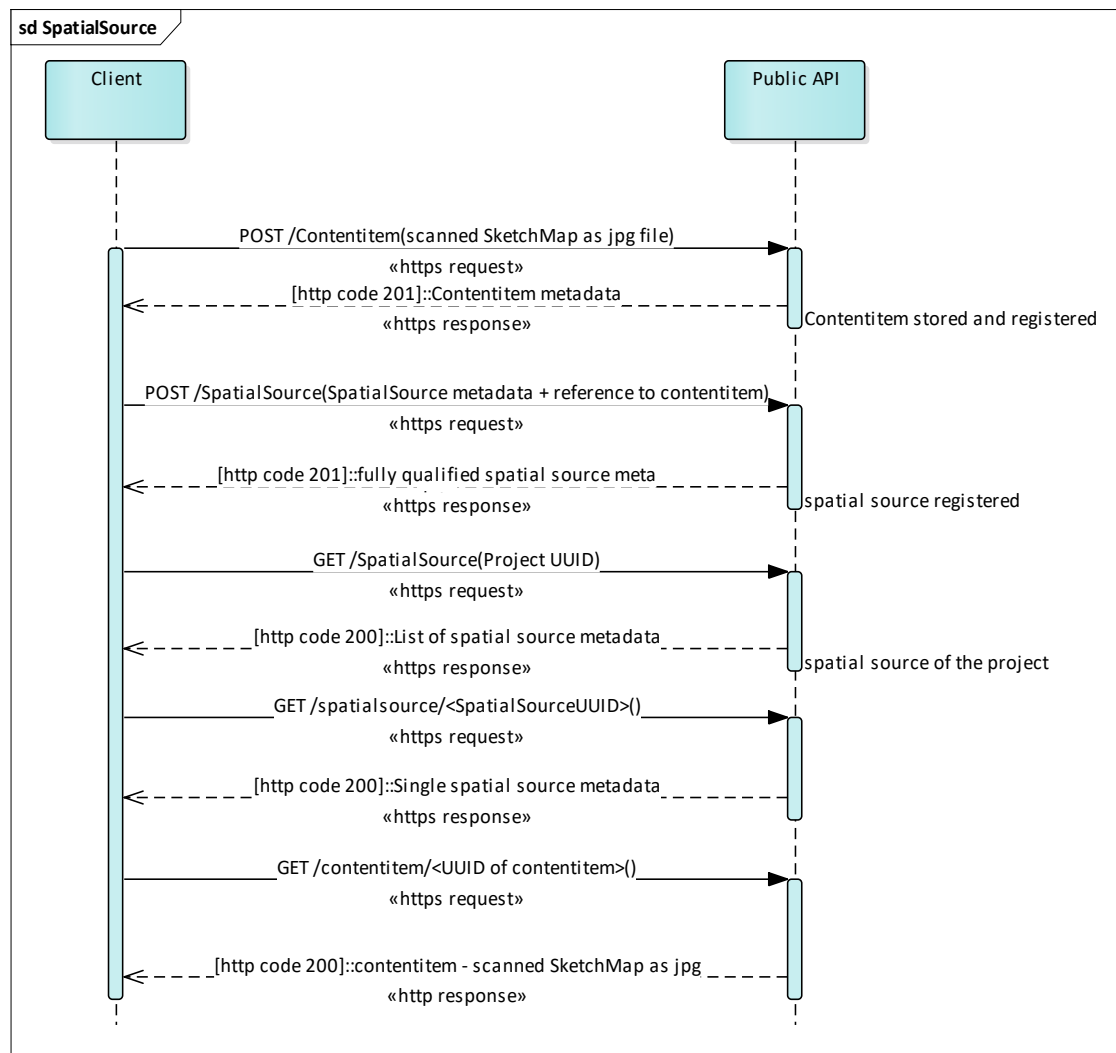 sd SpatialSource
Client
Public API
POST /Contentitem(scanned SketchMap as jpg file)
«https request»
[http code 201]::Contentitem metadata
«https response»
Contentitem stored and registered
POST /SpatialSource(SpatialSource metadata + reference to contentitem)
«https request»
[http code 201]::fully qualified spatial source meta
«https response»
spatial source registered
GET /SpatialSource(Project UUID)
«https request»
[http code 200]::List of spatial source metadata
«https response»
spatial source of the project
GET /spatialsource/<SpatialSourceUUID>()
«https request»
[http code 200]::Single spatial source metadata
«https response»
GET /contentitem/<UUID of contentitem>()
«https request»
[http code 200]::contentitem - scanned SketchMap as jpg
«http response»